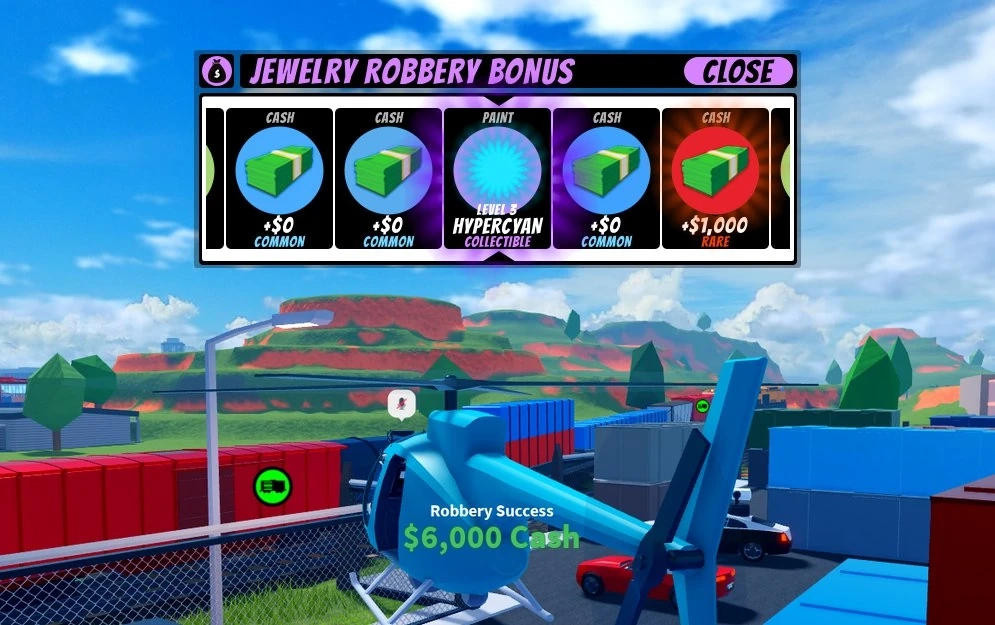 $
JEWELRY ROBBERY BONUS
CLOSE
CASH
+$0
COMMON
CASH
+$0
COMMON
PAINT
LEVEL 3
HYPERCYAN
COLLECTIBLE
CASH
+$0
COMMON
CASH
+$1,000
RARE
Robbery Success
$6,000 Cash